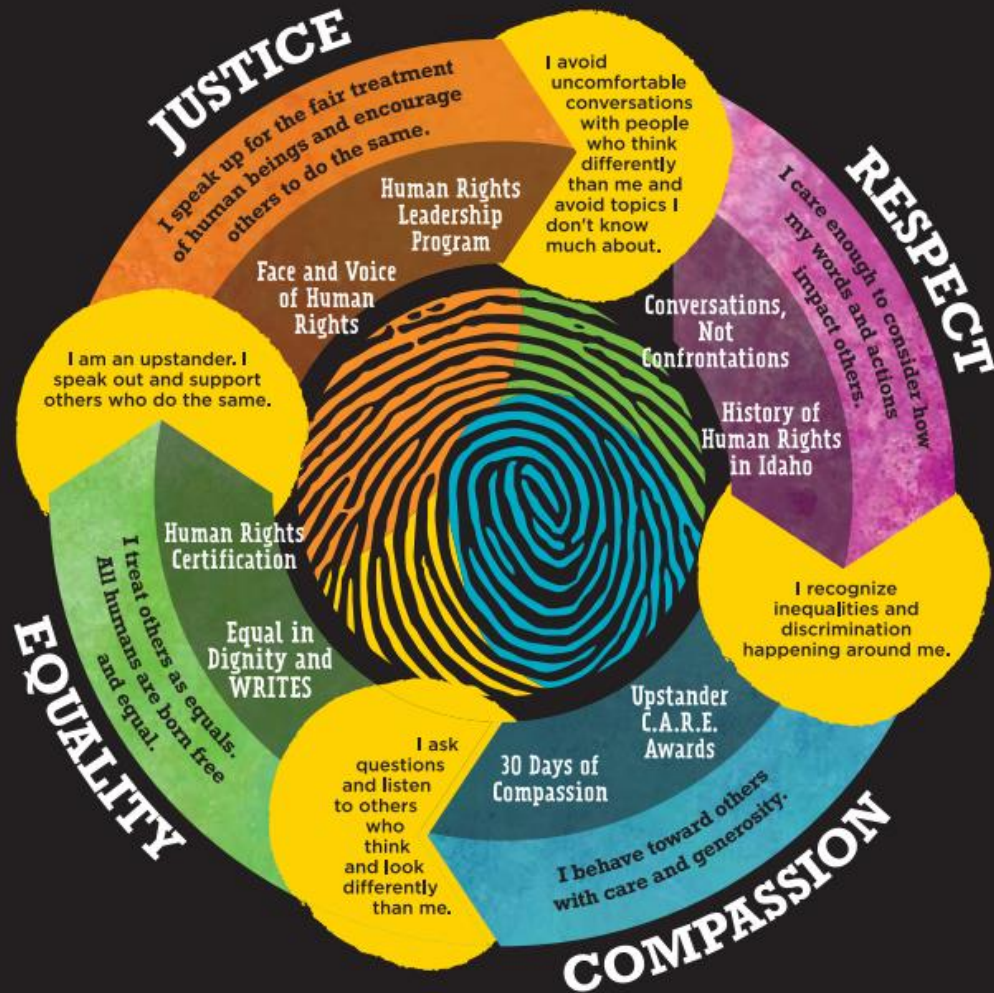 JUSTICE
I speak up for the fair treatment
of human beings and encourage
others to do the same.
Human Rights
Leadership
Program
Face and Voice
of Human
Rights
I avoid
uncomfortable
conversations
with people
who think
differently
than me and
avoid topics I
don't know
much about.
RESPECT
I care enough to consider how
my words and actions
impact others.
Conversations,
Not
Confrontations
History of
Human Rights
in Idaho
I recognize
inequalities and
discrimination
happening around me.
COMPASSION
I behave toward others
with care and generosity.
Upstander
C.A.R.E.
Awards
30 Days of
Compassion
I ask
questions
and listen
to others
who
think
and look
differently
than me.
EQUALITY
I treat others as equals.
All humans are born free
and equal.
Equal in
Dignity and
WRITES
Human Rights
Certification
I am an upstander. I
speak out and support
others who do the same.